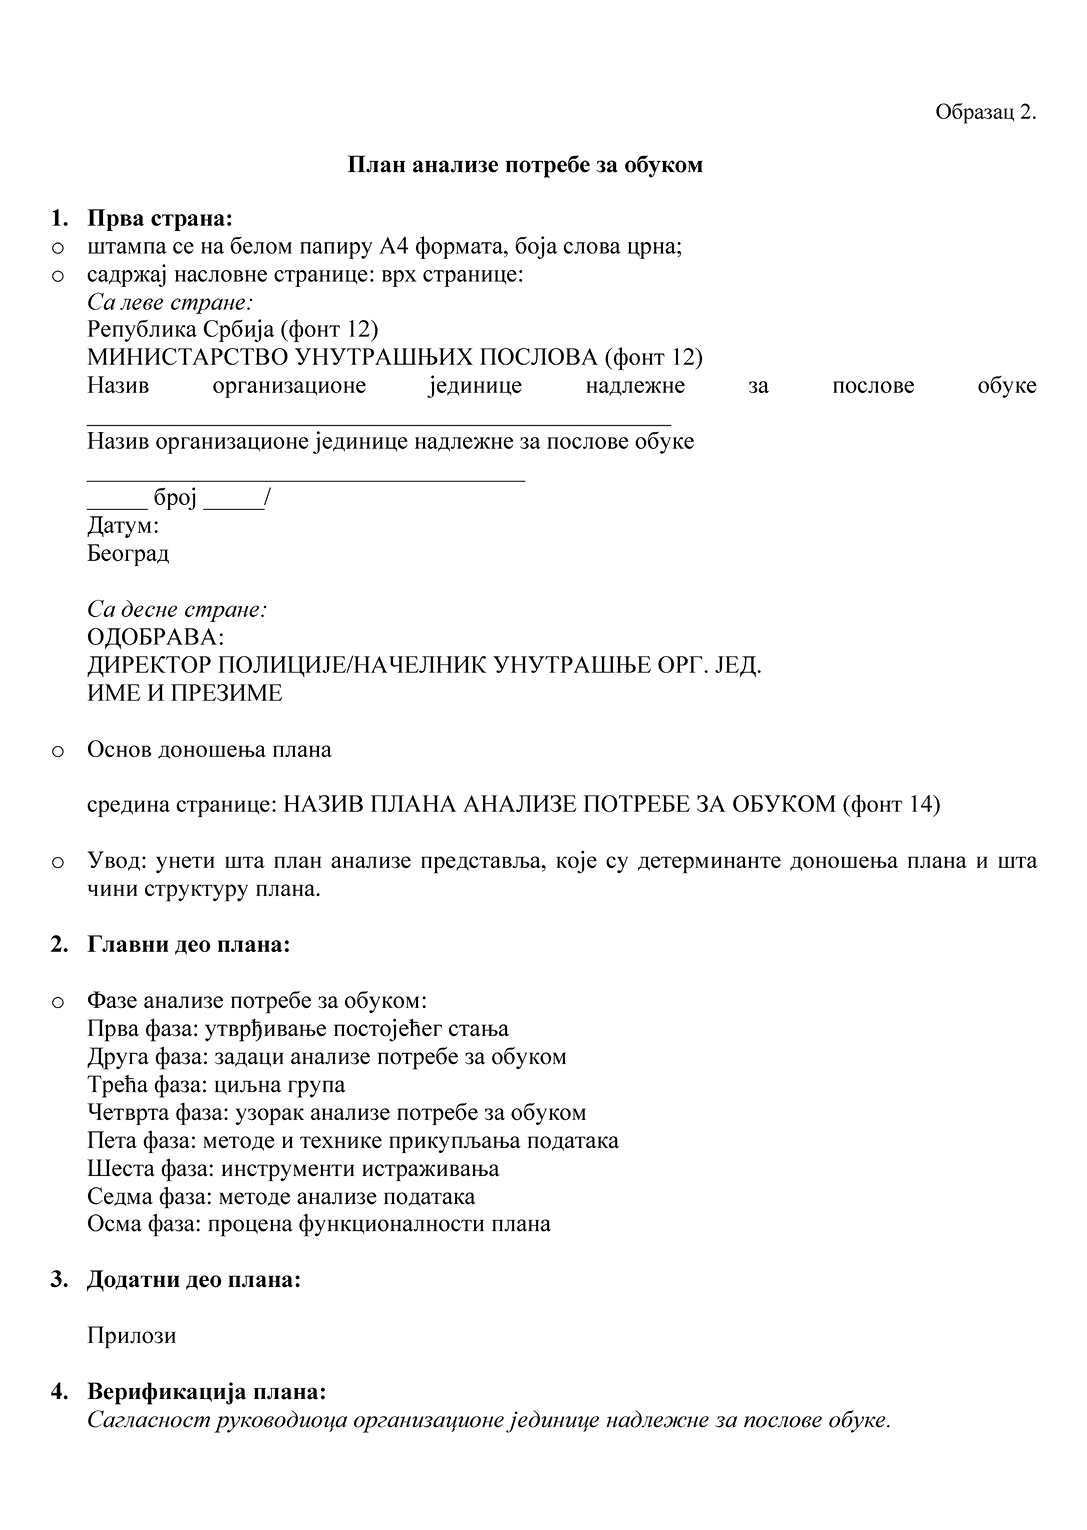 Образац 2.
План анализе потребе за обуком
1. Прва страна:
o штампа се на белом папиру А4 формата, боја слова црна;
o садржај насловне странице: врх странице:
Са леве стране:
Република Србија (фонт 12)
МИНИСТАРСТВО УНУТРАШЊИХ ПОСЛОВА (фонт 12)
Назив организационе јединице надлежне за послове обуке
________________________________________________
Назив организационе јединице надлежне за послове обуке
____________________________________
_____ број _____/
Датум:
Београд
Са десне стране:
ОДОБРАВА:
ДИРЕКТОР ПОЛИЦИЈЕ/НАЧЕЛНИК УНУТРАШЊЕ ОРГ. ЈЕД.
ИМЕ И ПРЕЗИМЕ
o Основ доношења плана
средина странице: НАЗИВ ПЛАНА АНАЛИЗЕ ПОТРЕБЕ ЗА ОБУКОМ (фонт 14)
o Увод: унети шта план анализе представља, које су детерминанте доношења плана и шта
чини структуру плана.
2. Главни део плана:
o Фазе анализе потребе за обуком:
Прва фаза: утврђивање постојећег стања
Друга фаза: задаци анализе потребе за обуком
Трећа фаза: циљна група
Четврта фаза: узорак анализе потребе за обуком
Пета фаза: методе и технике прикупљања података
Шеста фаза: инструменти истраживања
Седма фаза: методе анализе података
Осма фаза: процена функционалности плана
3. Додатни део плана:
Прилози
4. Верификација плана:
Сагласност руководиоца организационе јединице надлежне за послове обуке.